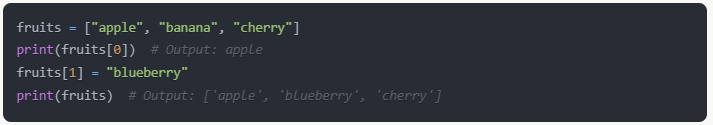 fruits = ["apple", "banana", "cherry"]
print(fruits[0])  # Output: apple
fruits[1] = "blueberry"
print(fruits)  # Output: ['apple', 'blueberry', 'cherry']